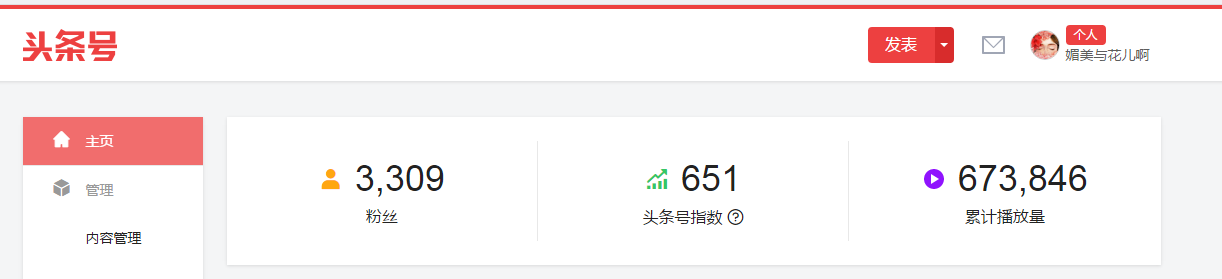 头条号
发表
个人
媚美与花儿啊
主页
管理
内容管理
3,309
粉丝
651
头条号指数
673,846
累计播放量